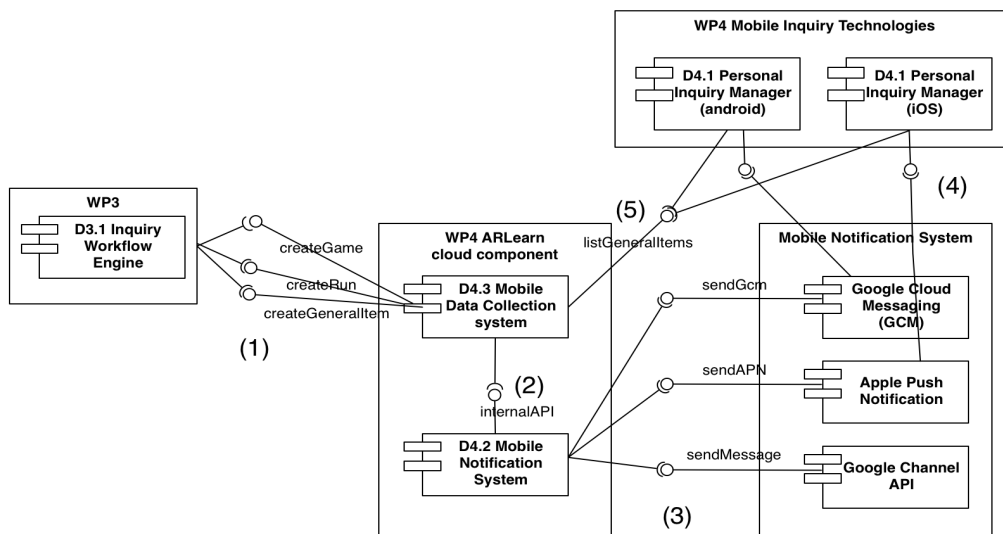 WP4 Mobile Inquiry Technologies
D4.1 Personal
Inquiry Manager
(android)
D4.1 Personal
Inquiry Manager
(iOS)
(4)
(5)
WP3
D3.1 Inquiry
Workflow
Engine
createGame
createRun
createGeneralItem
(1)
WP4 ARLearn
cloud component
D4.3 Mobile
Data Collection
system
listGeneralItems
(2)
internalAPI
D4.2 Mobile
Notification
System
sendGcm
sendAPN
sendMessage
(3)
Mobile Notification System
Google Cloud
Messaging
(GCM)
Apple Push
Notification
Google Channel
API